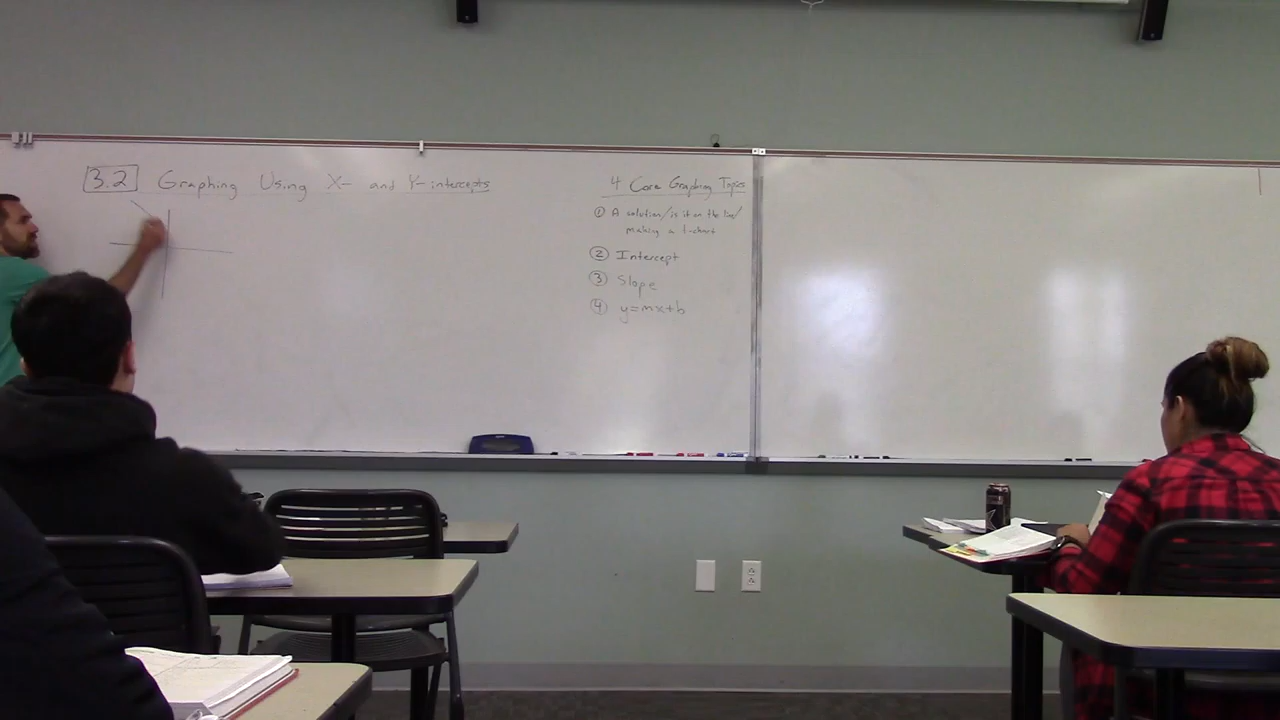 3.2 Graphing Using X- and Y-intercepts
4 Core Graphing Topics
① A solution/is it on the line/
making a t-chart
② Intercept
③ Slope
④ y=mx+b